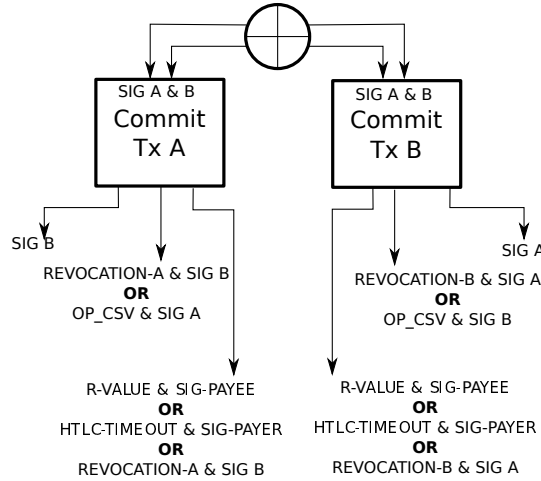 SIG A & B
Commit
Tx A
SIG A & B
Commit
Tx B
SIG B
REVOCATION-A & SIG B
OR
OP_CSV & SIG A
SIG A
REVOCATION-B & SIG A
OR
OP_CSV & SIG B
R-VALUE & SIG-PAYEE
OR
HTLC-TIMEOUT & SIG-PAYER
OR
REVOCATION-A & SIG B
R-VALUE & SIG-PAYEE
OR
HTLC-TIMEOUT & SIG-PAYER
OR
REVOCATION-B & SIG A